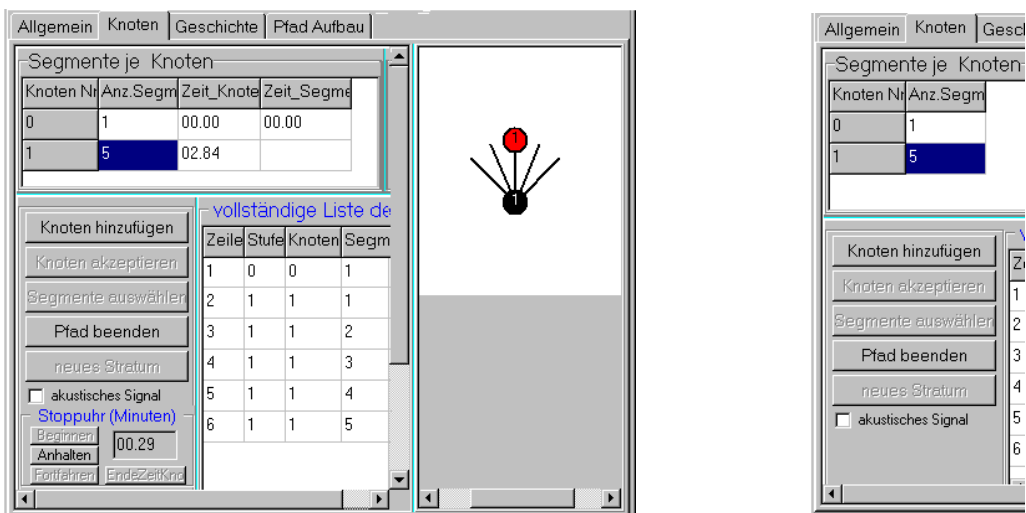 Allgemein Knoten Geschichte Pfad Aufbau
Segmente je Knoten
Knoten Nr Anz.Segm Zeit_Knote Zeit_Segme
0 1 00.00 00.00
1 5 02.84
Knoten hinzufügen
Knoten akzeptieren
Segmente auswählen
Pfad beenden
neues Stratum
akustisches Signal
Stoppuhr (Minuten)
Beginnen
00.29
Anhalten
Fortfahren EndeZeitKno
vollständige Liste de
Zeile Stufe Knoten Segm
1 0 0 1
2 1 1 1
3 1 1 2
4 1 1 3
5 1 1 4
6 1 1 5
1
1
Allgemein Knoten Gesch
Segmente je Knoten
Knoten Nr Anz.Segm
0 1
1 5
Knoten hinzufügen
Knoten akzeptieren
Segmente auswählen
Pfad beenden
neues Stratum
akustisches Signal
v
Ze
1
2
3
4
5
6